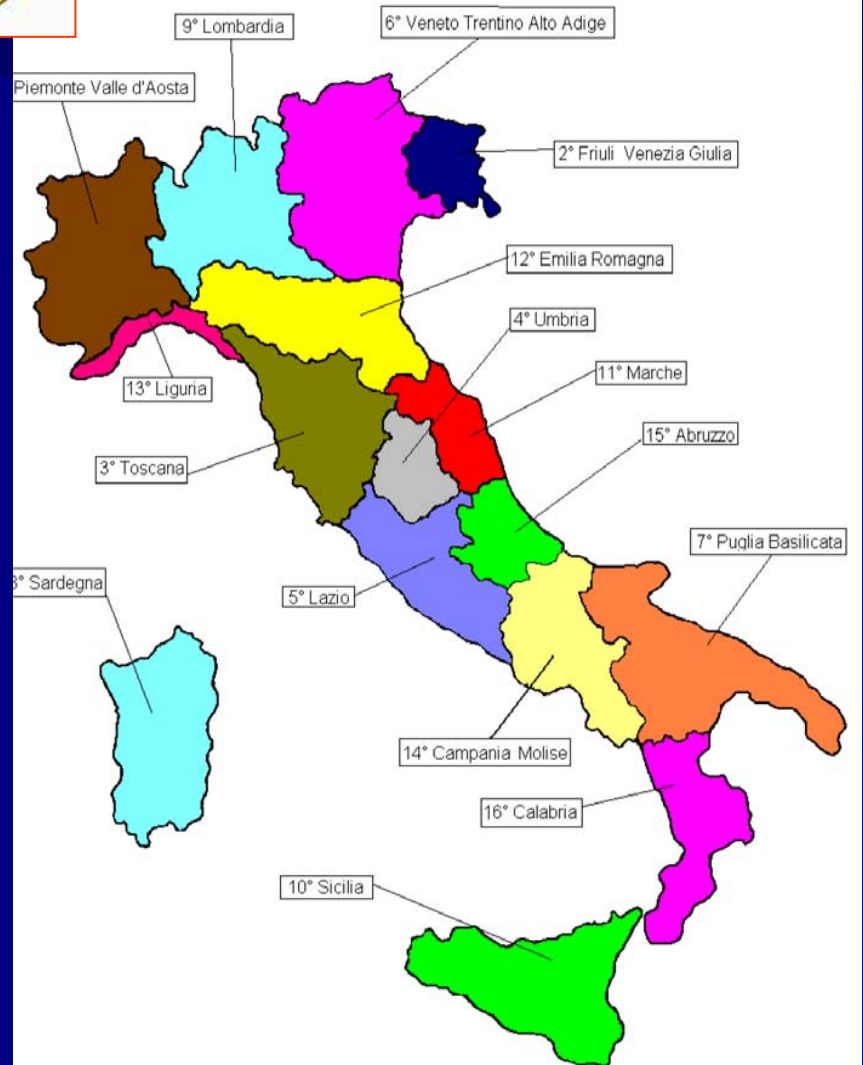 9° Lombardia
6° Veneto Trentino Alto Adige
Piemonte Valle d'Aosta
2° Friuli Venezia Giulia
12° Emilia Romagna
4° Umbria
11° Marche
13° Liguria
15° Abruzzo
3° Toscana
7° Puglia Basilicata
8° Sardegna
5° Lazio
14° Campania Molise
16° Calabria
10° Sicilia